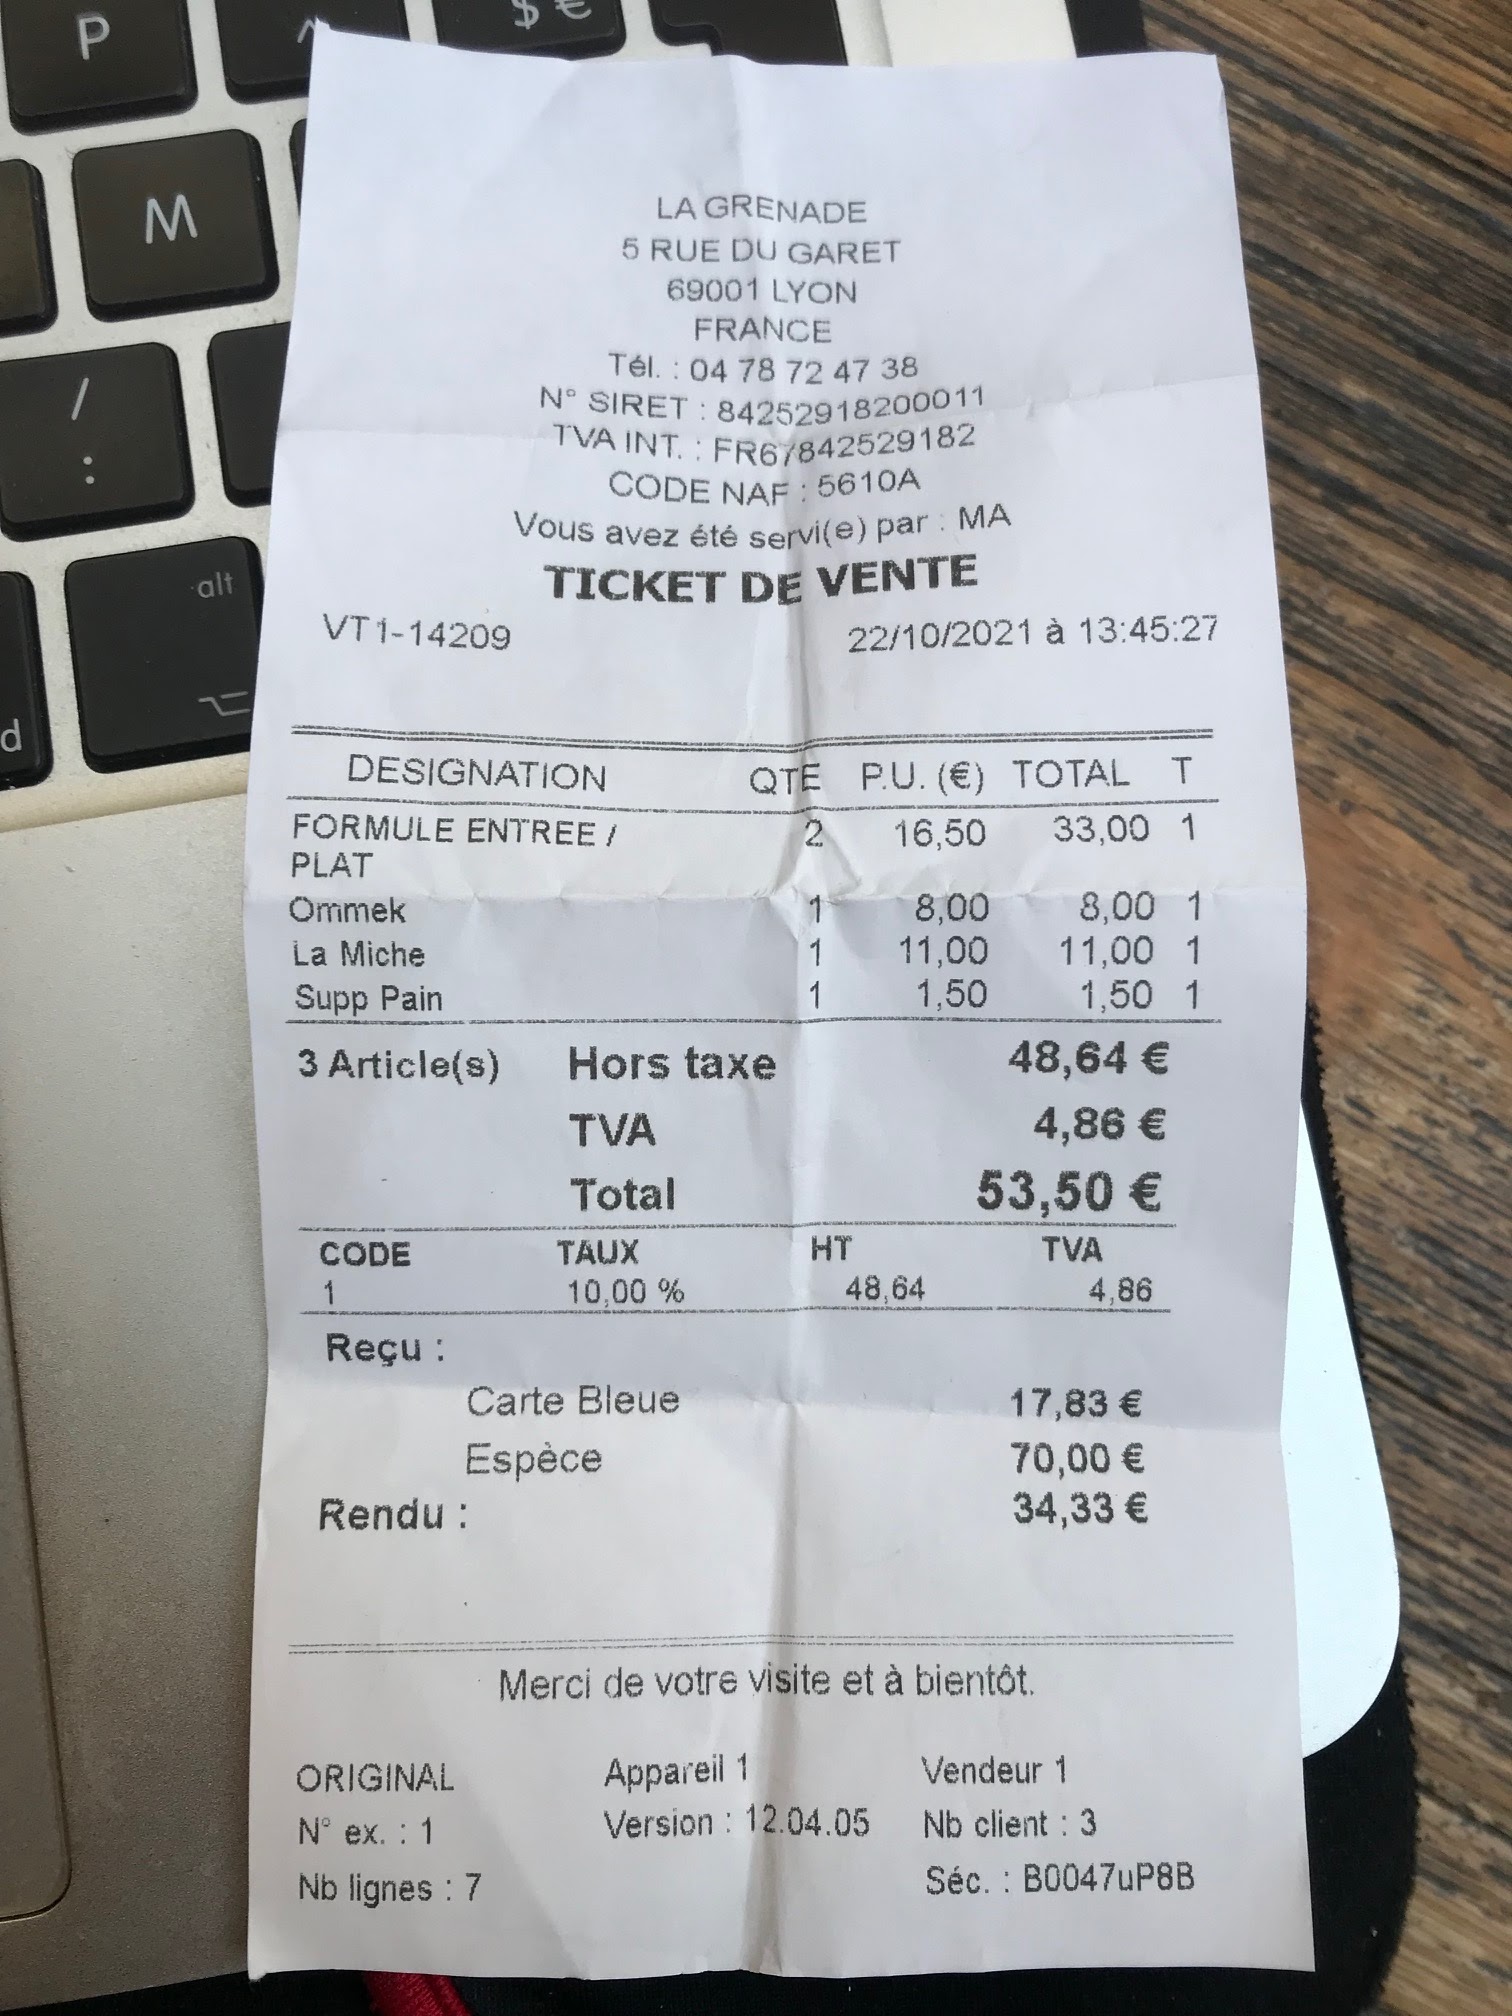 P
$ €
M
/
:
alt
d
LA GRENADE
5 RUE DU GARET
69001 LYON
FRANCE
Tél. : 04 78 72 47 38
N° SIRET : 84252918200011
TVA INT. : FR67842529182
CODE NAF : 5610A
Vous avez été servi(e) par : MA
TICKET DE VENTE
VT1-14209 22/10/2021 à 13:45:27
DESIGNATION QTE P.U. (€) TOTAL T
FORMULE ENTREE / 2 16,50 33,00 1
PLAT
Ommek 1 8,00 8,00 1
La Miche 1 11,00 11,00 1
Supp Pain 1 1,50 1,50 1
3 Article(s) Hors taxe 48,64 €
TVA 4,86 €
Total 53,50 €
CODE TAUX HT TVA
1 10,00 % 48,64 4,86
Reçu :
Carte Bleue 17,83 €
Espèce 70,00 €
Rendu : 34,33 €
Merci de votre visite et à bientôt.
ORIGINAL Appareil 1 Vendeur 1
N° ex. : 1 Version : 12.04.05 Nb client : 3
Nb lignes : 7 Séc. : B0047uP8B